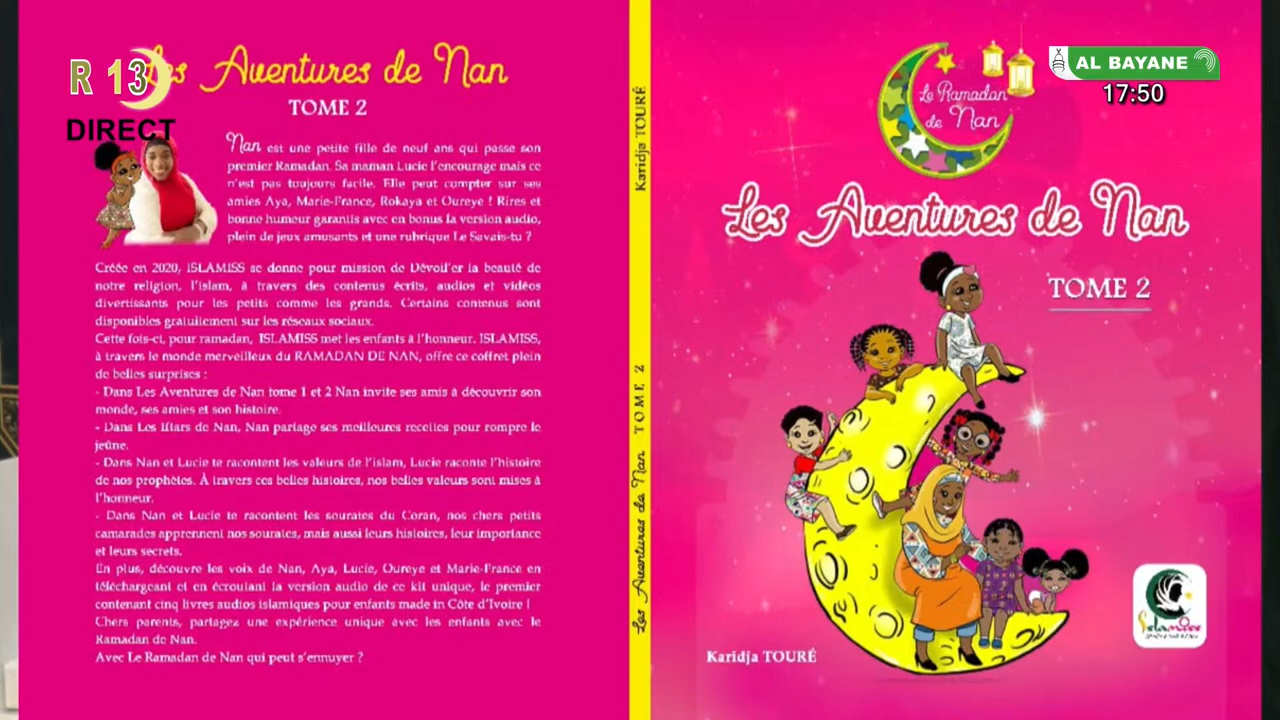 R 13
DIRECT
Les Aventures de Nan
TOME 2
Nan est une petite fille de neuf ans qui passe son
premier Ramadan. Sa maman Lucie l'encourage mais ce
n'est pas toujours facile. Elle peut compter sur ses
amies Aya, Marie-France, Rokaya et Oureye ! Rires et
bonne humeur garantis avec en bonus la version audio,
plein de jeux amusants et une rubrique Le Savais-tu ?
Créée en 2020, ISLAMISS se donne pour mission de Dévoil'er la beauté de
notre religion, l'islam, à travers des contenus écrits, audios et vidéos
divertissants pour les petits comme les grands. Certains contenus sont
disponibles gratuitement sur les réseaux sociaux.
Cette fois-ci, pour ramadan, ISLAMISS met les enfants à l'honneur. ISLAMISS,
à travers le monde merveilleux du RAMADAN DE NAN, offre ce coffret plein
de belles surprises :
- Dans Les Aventures de Nan tome 1 et 2 Nan invite ses amis à découvrir son
monde, ses amies et son histoire.
- Dans Les Iftars de Nan, Nan partage ses meilleures recettes pour rompre le
jeûne.
- Dans Nan et Lucie te racontent les valeurs de l'islam, Lucie raconte l'histoire
de nos prophètes. À travers ces belles histoires, nos belles valeurs sont mises à
l'honneur.
- Dans Nan et Lucie te racontent les sourates du Coran, nos chers petits
camarades apprennent nos sourates, mais aussi leurs histoires, leur importance
et leurs secrets.
En plus, découvre les voix de Nan, Aya, Lucie, Oureye et Marie-France en
téléchargeant et en écoutant la version audio de ce kit unique, le premier
contenant cinq livres audios islamiques pour enfants made in Côte d'Ivoire !
Chers parents, partagez une expérience unique avec les enfants avec le
Ramadan de Nan.
Avec Le Ramadan de Nan qui peut s'ennuyer ?
Karidja TOURÉ
Les Aventures de Nan TOME 2
AL BAYANE
17:50
Le Ramadan
de Nan
Les Aventures de Nan
TOME 2
Islamiss
Karidja TOURÉ